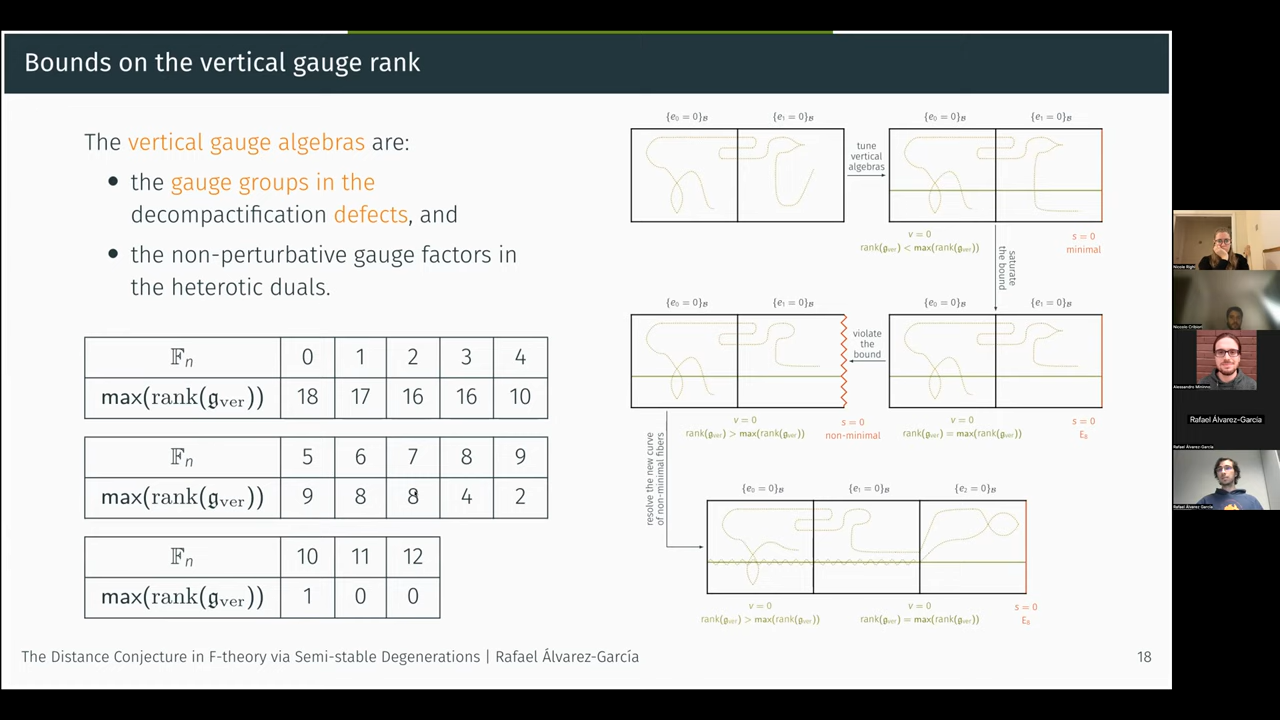 Bounds on the vertical gauge rank
The vertical gauge algebras are:
• the gauge groups in the
decompactification defects, and
• the non-perturbative gauge factors in
the heterotic duals.
𝔽ₙ 0 1 2 3 4
max(rank(𝔤ᵥₑᵣ)) 18 17 16 16 10
𝔽ₙ 5 6 7 8 9
max(rank(𝔤ᵥₑᵣ)) 9 8 8 4 2
𝔽ₙ 10 11 12
max(rank(𝔤ᵥₑᵣ)) 1 0 0
{e₀ = 0}𝓑 {e₁ = 0}𝓑
tune
vertical
algebras
{e₀ = 0}𝓑 {e₁ = 0}𝓑
v = 0
rank(𝔤ᵥₑᵣ) < max(rank(𝔤ᵥₑᵣ))
s = 0
minimal
saturate
the bound
{e₀ = 0}𝓑 {e₁ = 0}𝓑
violate
the
bound
{e₀ = 0}𝓑 {e₁ = 0}𝓑
v = 0
rank(𝔤ᵥₑᵣ) > max(rank(𝔤ᵥₑᵣ))
s = 0
non-minimal
v = 0
rank(𝔤ᵥₑᵣ) = max(rank(𝔤ᵥₑᵣ))
s = 0
E₈
resolve the new curve
of non-minimal fibers
{e₀ = 0}𝓑 {e₁ = 0}𝓑 {e₂ = 0}𝓑
v = 0
rank(𝔤ᵥₑᵣ) > max(rank(𝔤ᵥₑᵣ))
v = 0
rank(𝔤ᵥₑᵣ) = max(rank(𝔤ᵥₑᵣ))
s = 0
E₈
The Distance Conjecture in F-theory via Semi-stable Degenerations | Rafael Álvarez-García
18
Nicole Righi
Alessandro Mininno
Rafael Álvarez-García
Rafael Álvarez-García
Rafael Álvarez García